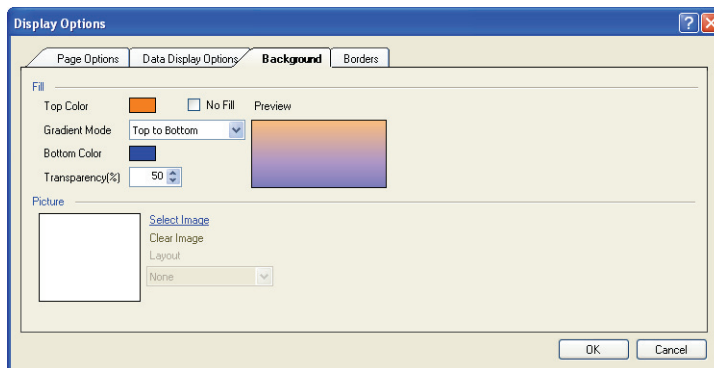 Display Options
Page Options Data Display Options Background Borders
Fill
Top Color No Fill Preview
Gradient Mode Top to Bottom
Bottom Color
Transparency(%) 50
Picture
Select Image
Clear Image
Layout
None
OK Cancel